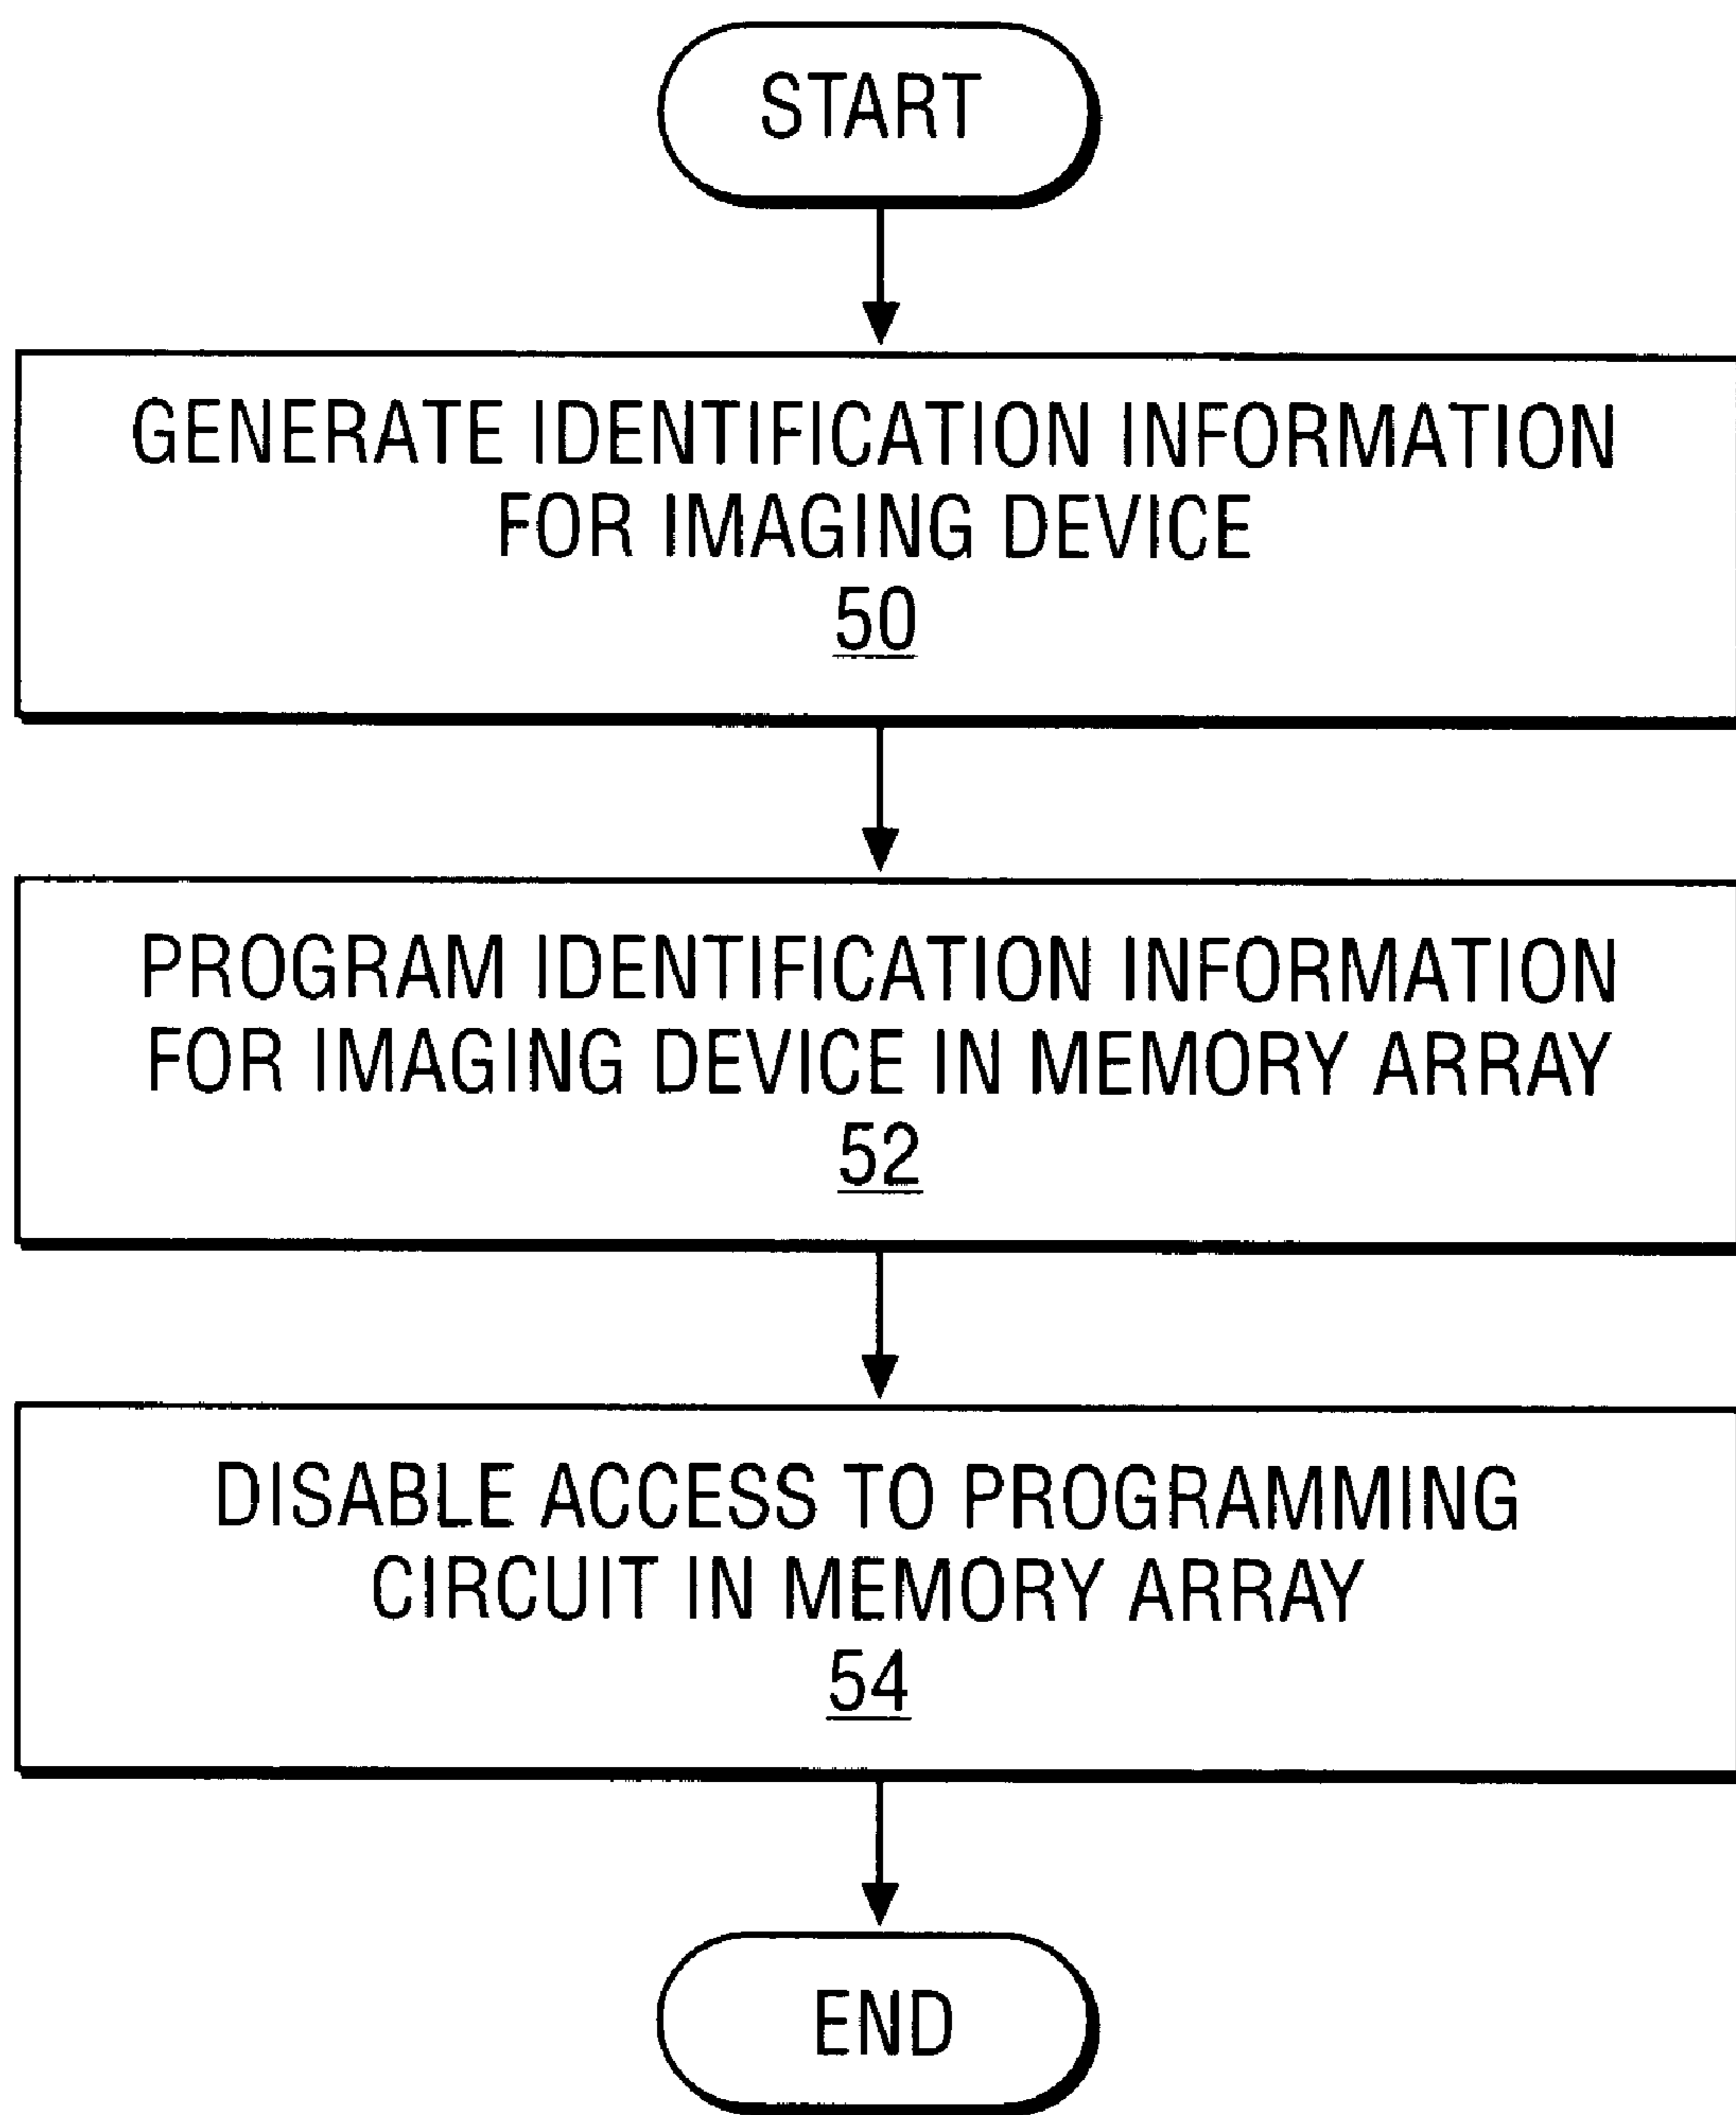 START
GENERATE IDENTIFICATION INFORMATION
FOR IMAGING DEVICE
50
PROGRAM IDENTIFICATION INFORMATION
FOR IMAGING DEVICE IN MEMORY ARRAY
52
DISABLE ACCESS TO PROGRAMMING
CIRCUIT IN MEMORY ARRAY
54
END